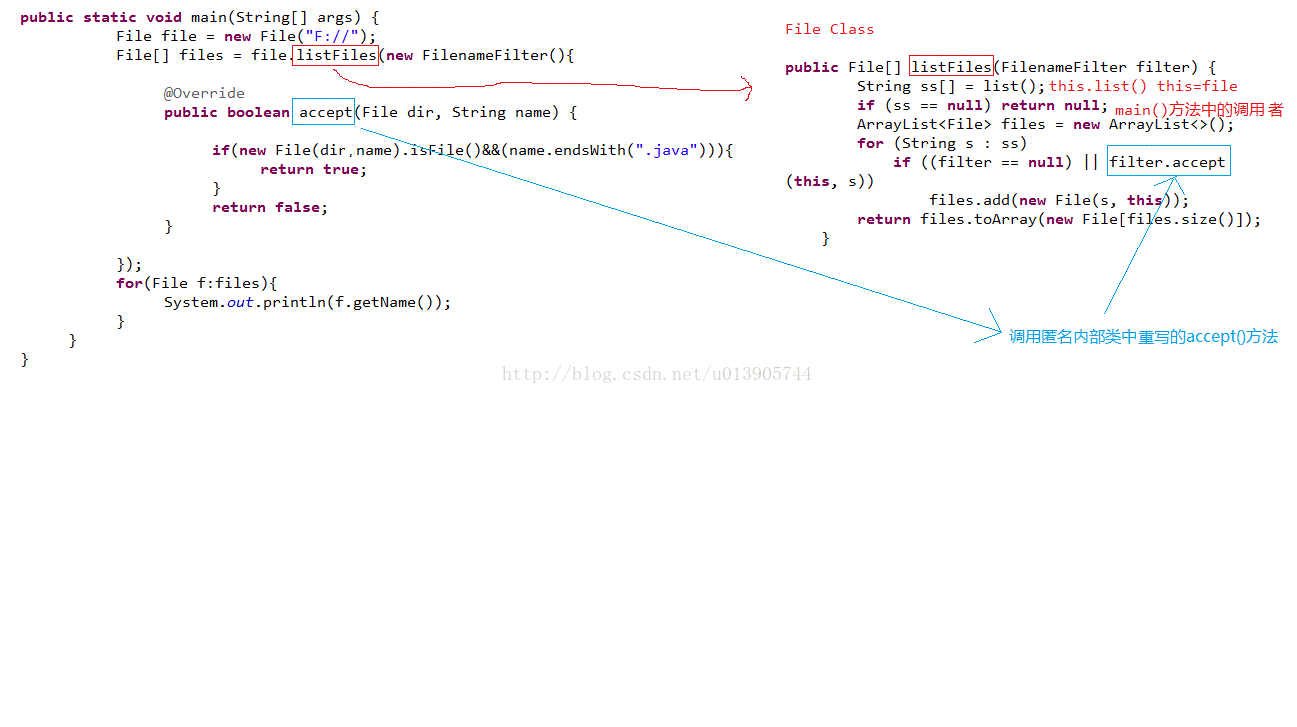 public static void main(String[] args) {
File file = new File("F://");
File[] files = file.listFiles(new FilenameFilter(){
@Override
public boolean accept(File dir, String name) {
if(new File(dir,name).isFile()&&(name.endsWith(".java"))){
return true;
}
return false;
}
});
for(File f:files){
System.out.println(f.getName());
}
}
}
File Class
public File[] listFiles(FilenameFilter filter) {
String ss[] = list(); this.list() this=file
if (ss == null) return null; main()方法中的调用者
ArrayList<File> files = new ArrayList<>();
for (String s : ss)
if ((filter == null) || filter.accept
(this, s))
files.add(new File(s, this));
return files.toArray(new File[files.size()]);
}
调用匿名内部类中重写的accept()方法
http://blog.csdn.net/u013905744